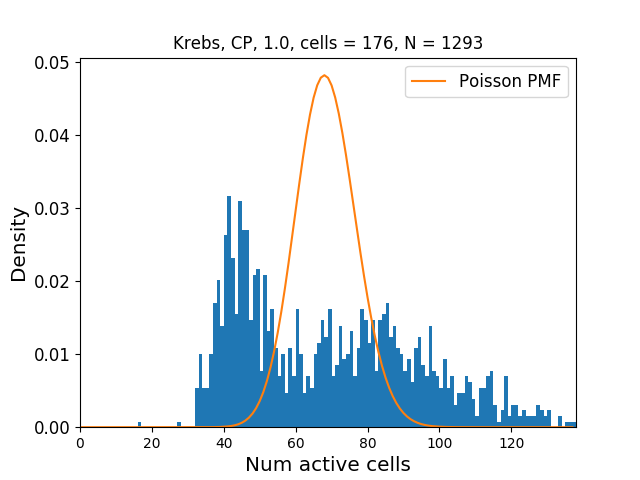 Krebs, CP, 1.0, cells = 176, N = 1293
Poisson PMF
Density
0.05
0.04
0.03
0.02
0.01
0.00
0 20 40 60 80 100 120
Num active cells